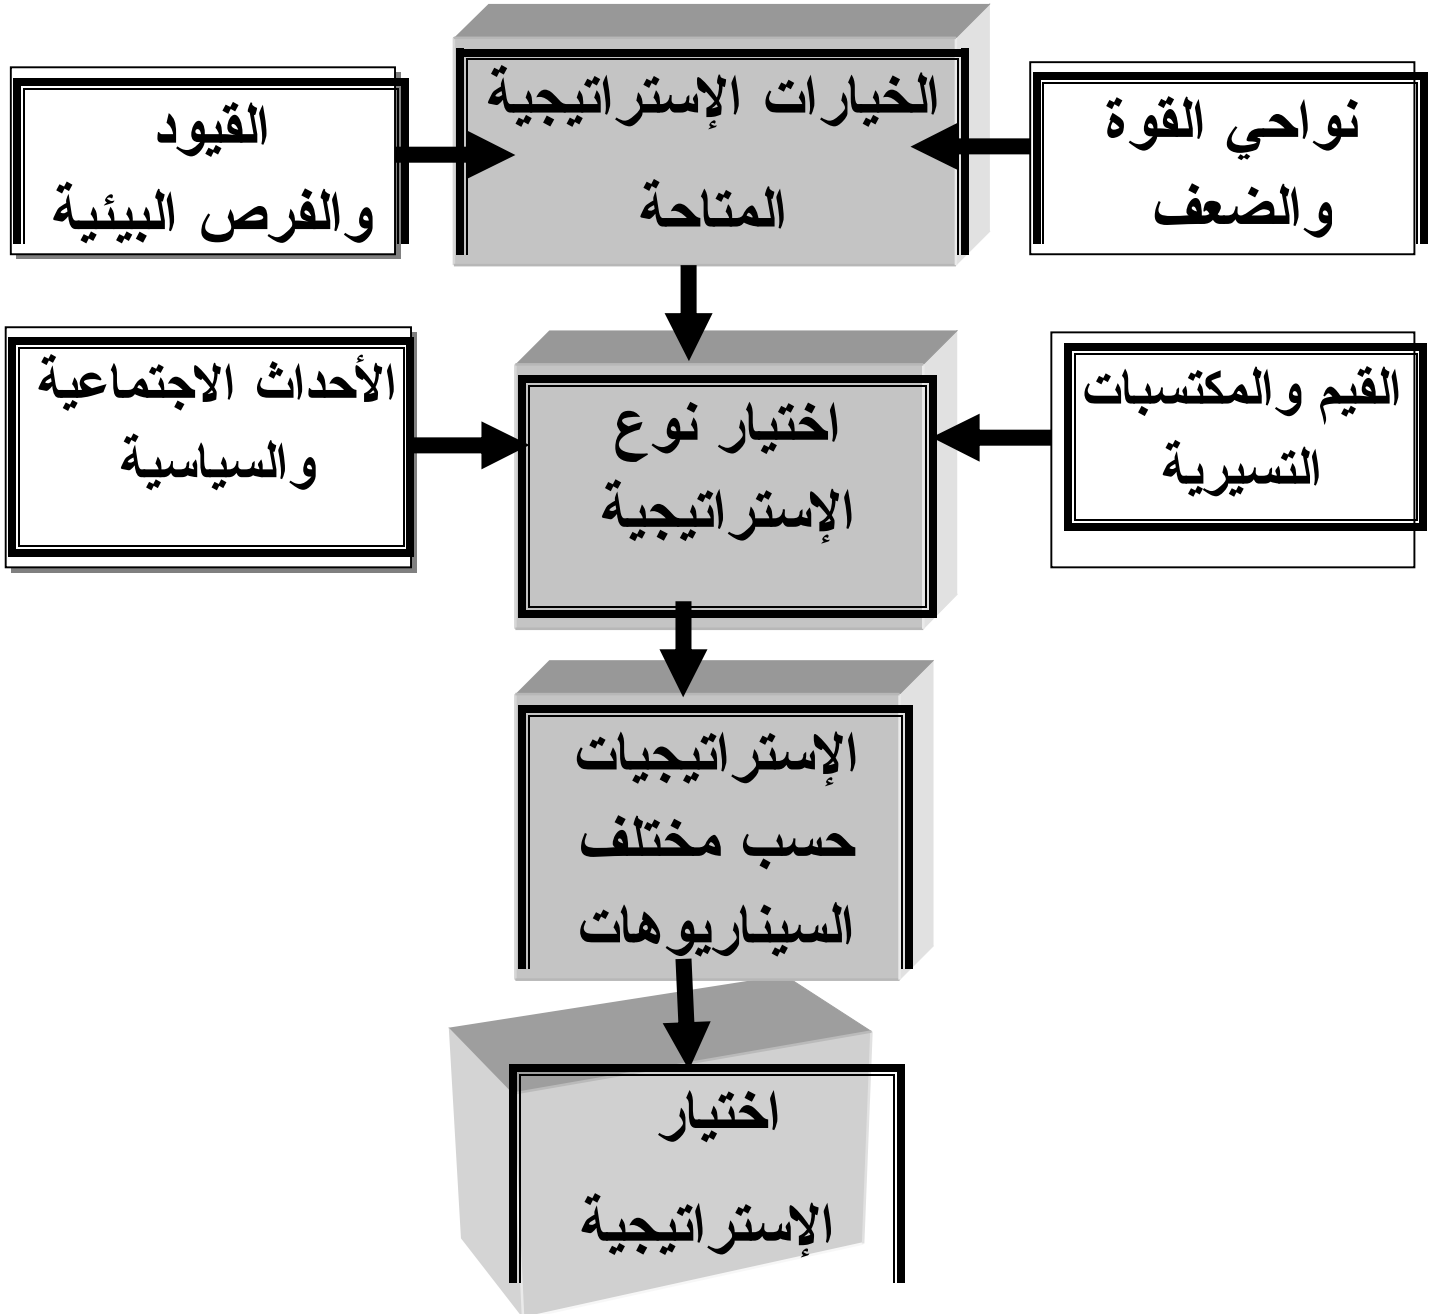 نواحي القوة
والضعف
الخيارات الإستراتيجية
المتاحة
القيود
والفرص البيئية
القيم والمكتسبات
التسيرية
اختيار نوع
الإستراتيجية
الأحداث الاجتماعية
والسياسية
الإستراتيجيات
حسب مختلف
السيناريوهات
اختيار
الإستراتيجية